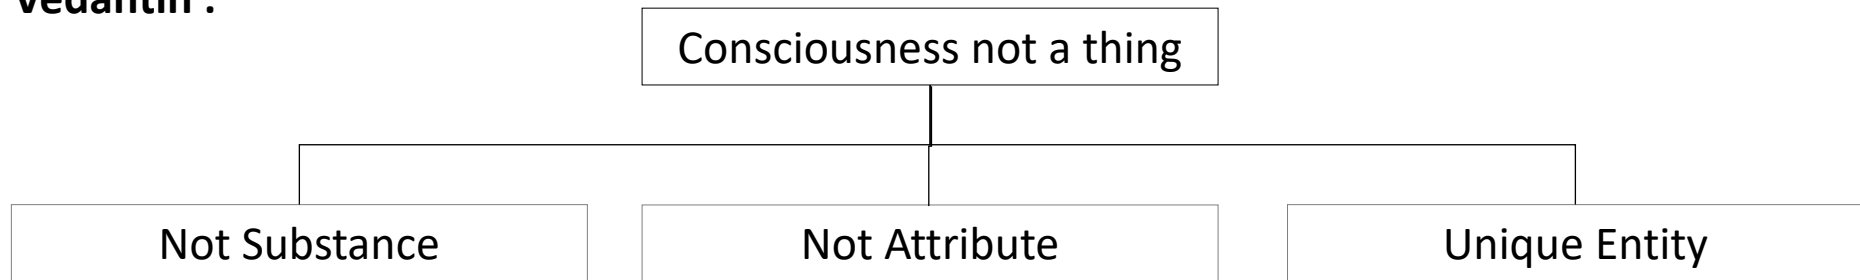 Vedantin :
Consciousness not a thing
Not Substance
Not Attribute
Unique Entity